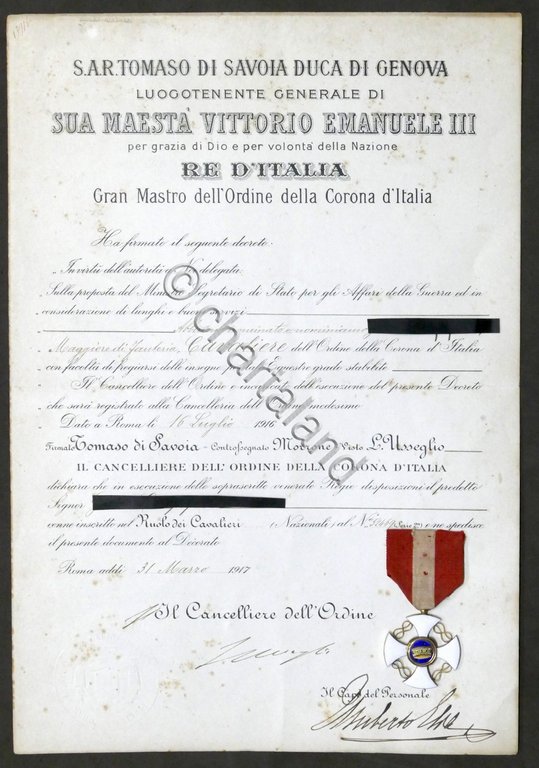 S.A.R. TOMASO DI SAVOIA DUCA DI GENOVA
LUOGOTENENTE GENERALE DI
SUA MAESTÀ VITTORIO EMANUELE III
per grazia di Dio e per volontà della Nazione
RE D'ITALIA
Gran Mastro dell'Ordine della Corona d'Italia
Ha firmato il seguente decreto:
„ In virtù dell'autorità a Noi delegata:
„ Sulla proposta del Ministro Segretario di Stato per gli Affari della Guerra ed in
„ considerazione di lunghi e buoni servizi
nominato e nominiamo
„ Maggiore di Fanteria, Cavaliere dell'Ordine della Corona d'Italia
„ con facoltà di fregiarsi delle insegne Equestre grado stabilite
„ Il Cancelliere dell'Ordine è incaricato dell'esecuzione del presente Decreto
„ che sarà registrato alla Cancelleria dell' medesimo
„ Dato a Roma li 16 Luglio 1916
Firmato Tomaso di Savoia - Controssegnato Morrone Visto L. Usseglio
IL CANCELLIERE DELL'ORDINE DELLA CORONA D'ITALIA
dichiara che in esecuzione delle soprascritte venerate Regie disposizioni il predetto
Signor
venne inscritto nel Ruolo dei Cavalieri (Nazionale) al N° e ne spedisce
il presente documento al Decorato
Roma addì 31 Marzo 1917
Il Cancelliere dell'Ordine
Il Capo del Personale
© chartaland